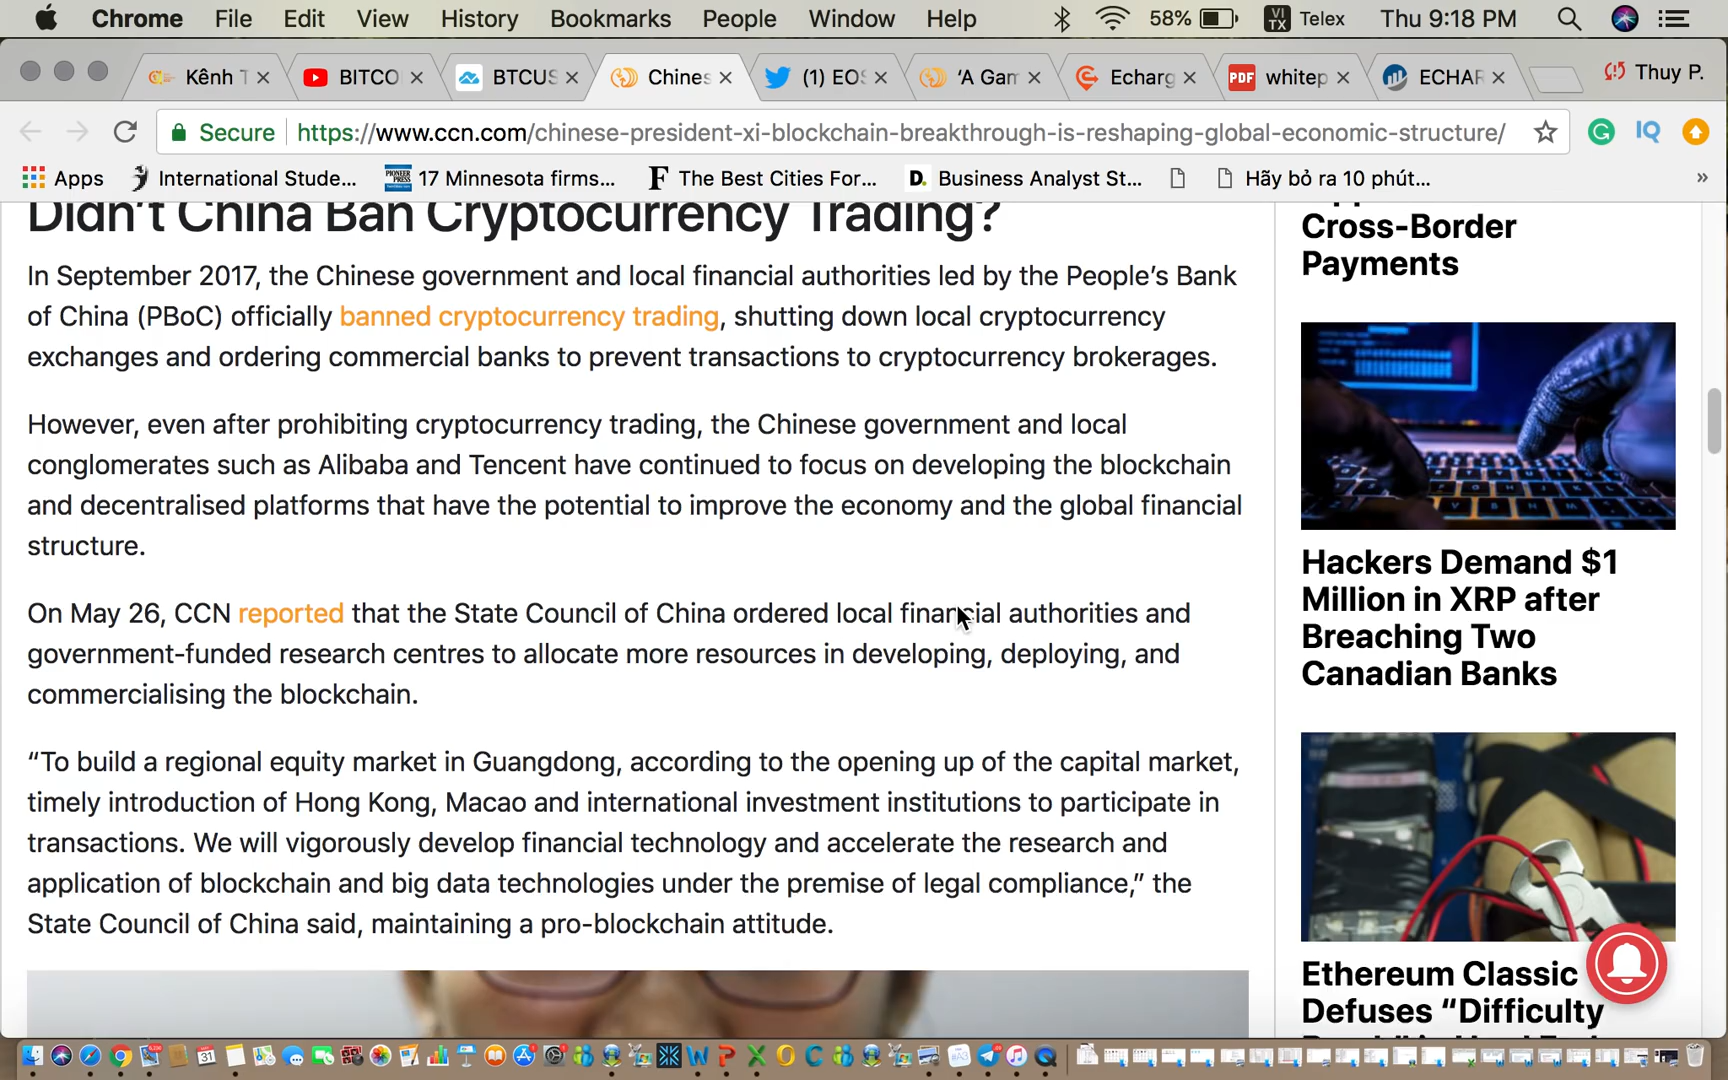 Chrome File Edit View History Bookmarks People Window Help 58% VI TX Telex Thu 9:18 PM
Kênh T BITCO BTCUS Chines (1) EOS 'A Gam Echarg PDF whitep ECHAR Thuy P.
Secure https://www.ccn.com/chinese-president-xi-blockchain-breakthrough-is-reshaping-global-economic-structure/ IQ
Apps International Stude... PIONEER PRESS 17 Minnesota firms... F The Best Cities For... D. Business Analyst St... Hãy bỏ ra 10 phút... »
Didn't China Ban Cryptocurrency Trading?
In September 2017, the Chinese government and local financial authorities led by the People's Bank
of China (PBoC) officially banned cryptocurrency trading, shutting down local cryptocurrency
exchanges and ordering commercial banks to prevent transactions to cryptocurrency brokerages.
However, even after prohibiting cryptocurrency trading, the Chinese government and local
conglomerates such as Alibaba and Tencent have continued to focus on developing the blockchain
and decentralised platforms that have the potential to improve the economy and the global financial
structure.
On May 26, CCN reported that the State Council of China ordered local financial authorities and
government-funded research centres to allocate more resources in developing, deploying, and
commercialising the blockchain.
“To build a regional equity market in Guangdong, according to the opening up of the capital market,
timely introduction of Hong Kong, Macao and international investment institutions to participate in
transactions. We will vigorously develop financial technology and accelerate the research and
application of blockchain and big data technologies under the premise of legal compliance,” the
State Council of China said, maintaining a pro-blockchain attitude.
Cross-Border
Payments
Hackers Demand $1
Million in XRP after
Breaching Two
Canadian Banks
Ethereum Classic
Defuses “Difficulty